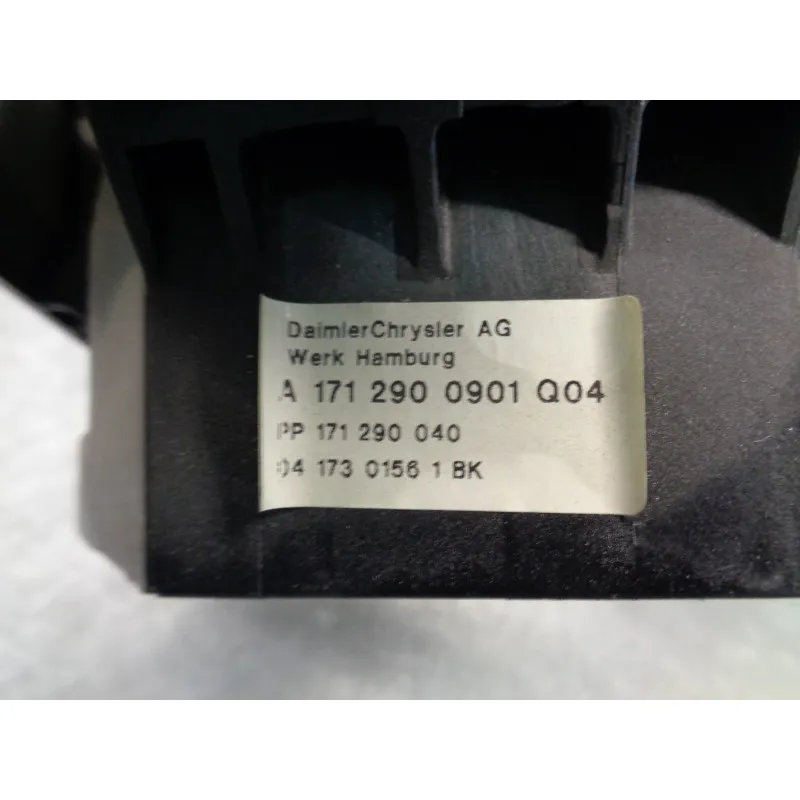 DaimlerChrysler AG
Werk Hamburg
A 171 290 0901 Q04
PP 171 290 040
04 173 0156 1 BK